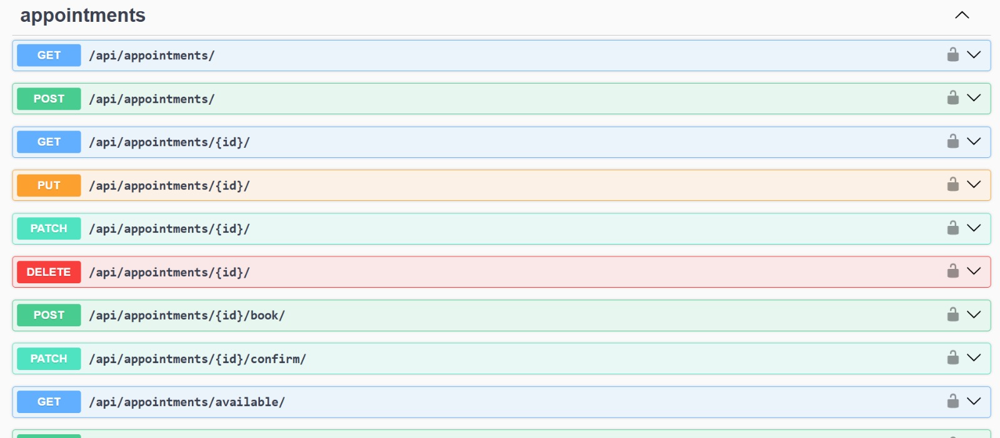 appointments
GET /api/appointments/
POST /api/appointments/
GET /api/appointments/{id}/
PUT /api/appointments/{id}/
PATCH /api/appointments/{id}/
DELETE /api/appointments/{id}/
POST /api/appointments/{id}/book/
PATCH /api/appointments/{id}/confirm/
GET /api/appointments/available/